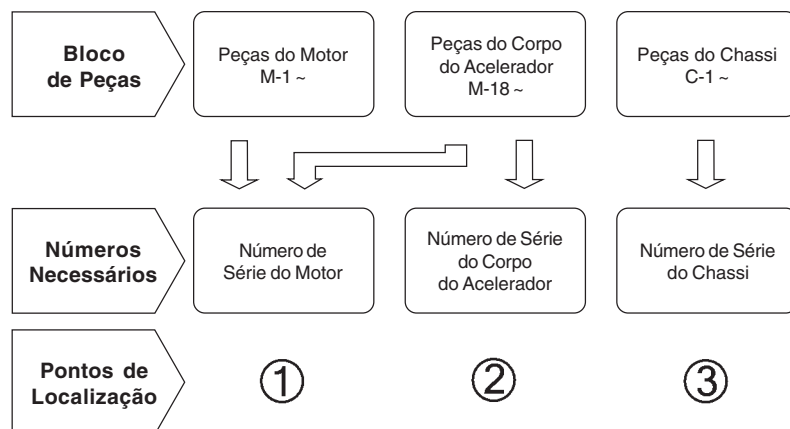 Bloco
de Peças
Peças do Motor
M-1 ~
Peças do Corpo
do Acelerador
M-18 ~
Peças do Chassi
C-1 ~
Números
Necessários
Número de
Série do Motor
Número de Série
do Corpo
do Acelerador
Número de Série
do Chassi
Pontos de
Localização
①
②
③